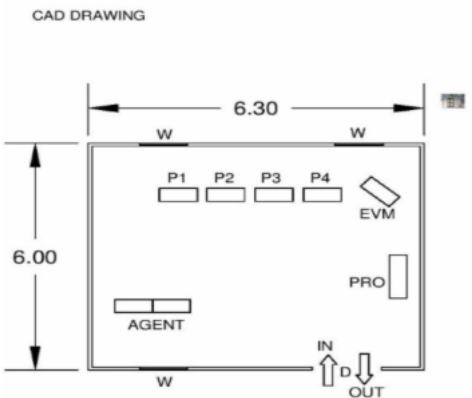 CAD DRAWING
6.30
W W
P1 P2 P3 P4
EVM
6.00
PRO
AGENT
IN
D
W
OUT